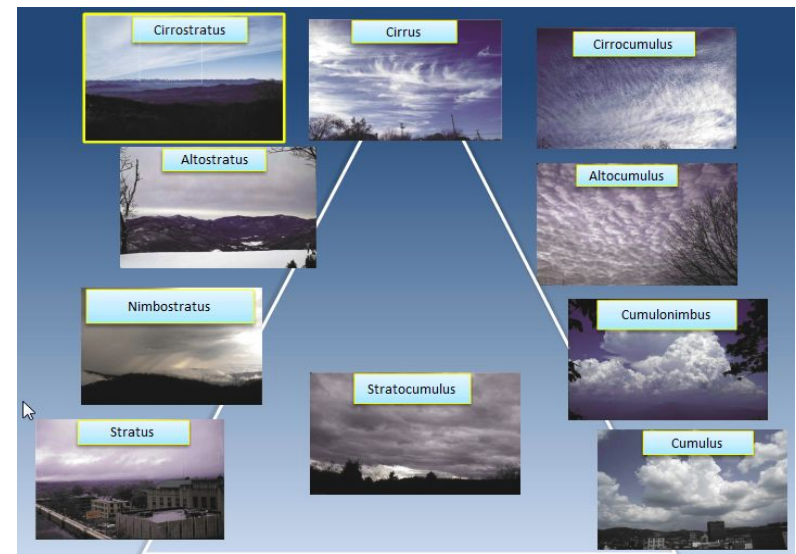 Cirrostratus
Cirrus
Cirrocumulus
Altostratus
Altocumulus
Nimbostratus
Cumulonimbus
Stratocumulus
Stratus
Cumulus